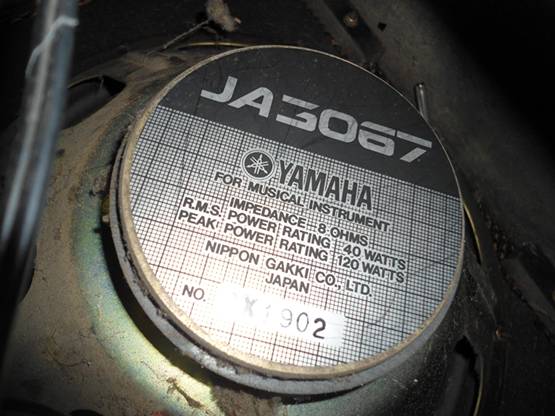 JA3067
YAMAHA
FOR MUSICAL INSTRUMENT
IMPEDANCE: 8 OHMS
R.M.S. POWER RATING: 40 WATTS
PEAK POWER RATING: 120 WATTS
NIPPON GAKKI CO., LTD.
JAPAN
NO. X1902